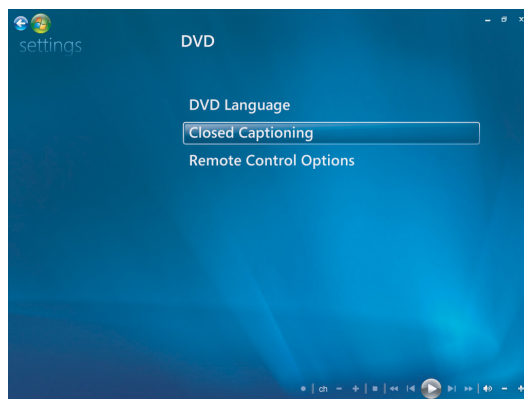 settings
DVD
DVD Language
Closed Captioning
Remote Control Options
ch